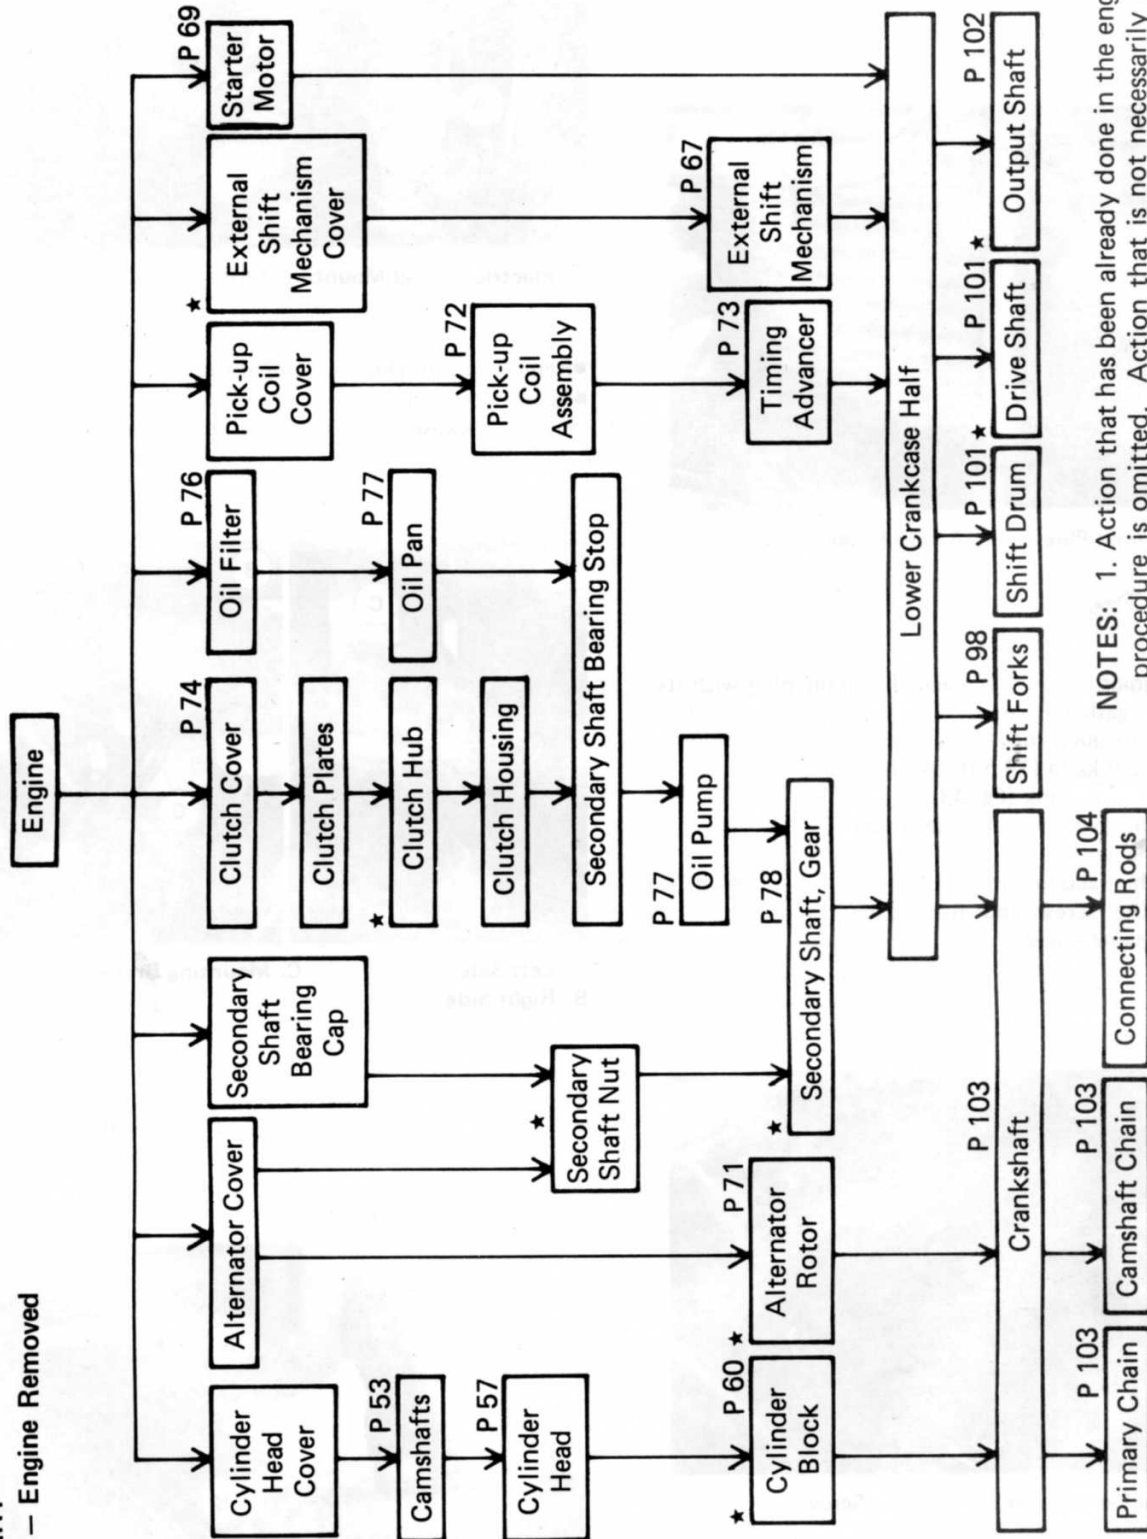 — Engine Removed
Engine
Cylinder
Head
Cover
P 53
Camshafts
P 57
Cylinder
Head
★
P 60
Cylinder
Block
Alternator Cover
★
P 71
Alternator
Rotor
Secondary
Shaft
Bearing
Cap
★
Secondary
Shaft Nut
P 74
Clutch Cover
Clutch Plates
★
Clutch Hub
Clutch Housing
P 76
Oil Filter
P 77
Oil Pan
Secondary Shaft Bearing Stop
P 77
Oil Pump
★
P 78
Secondary Shaft, Gear
Pick-up
Coil
Cover
P 72
Pick-up
Coil
Assembly
P 73
Timing
Advancer
★
External
Shift
Mechanism
Cover
P 67
External
Shift
Mechanism
P 69
Starter
Motor
Lower Crankcase Half
P 103
Crankshaft
P 98
Shift Forks
P 101
Shift Drum
★
P 101
Drive Shaft
★
P 102
Output Shaft
P 103
Primary Chain
P 103
Camshaft Chain
P 104
Connecting Rods
NOTES: 1. Action that has been already done in the eng
procedure is omitted. Action that is not necessarily